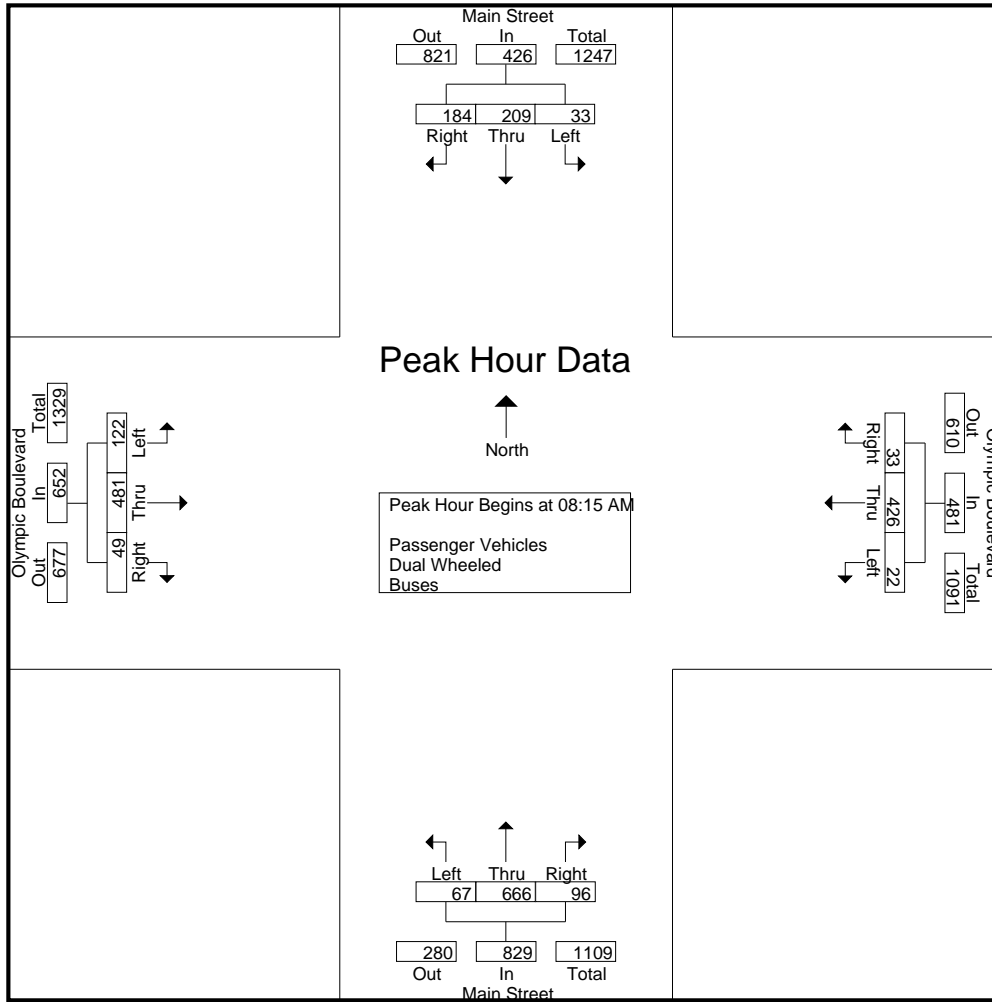 Main Street
Out In Total
821 426 1247
184 209 33
Right Thru Left
Peak Hour Data
North
Peak Hour Begins at 08:15 AM
Passenger Vehicles
Dual Wheeled
Buses
Olympic Boulevard
Out In Total
677 652 1329
Left Thru Right
122 481 49
Olympic Boulevard
Out In Total
610 481 1091
33 426 22
Right Thru Left
Left Thru Right
67 666 96
280 829 1109
Out In Total
Main Street